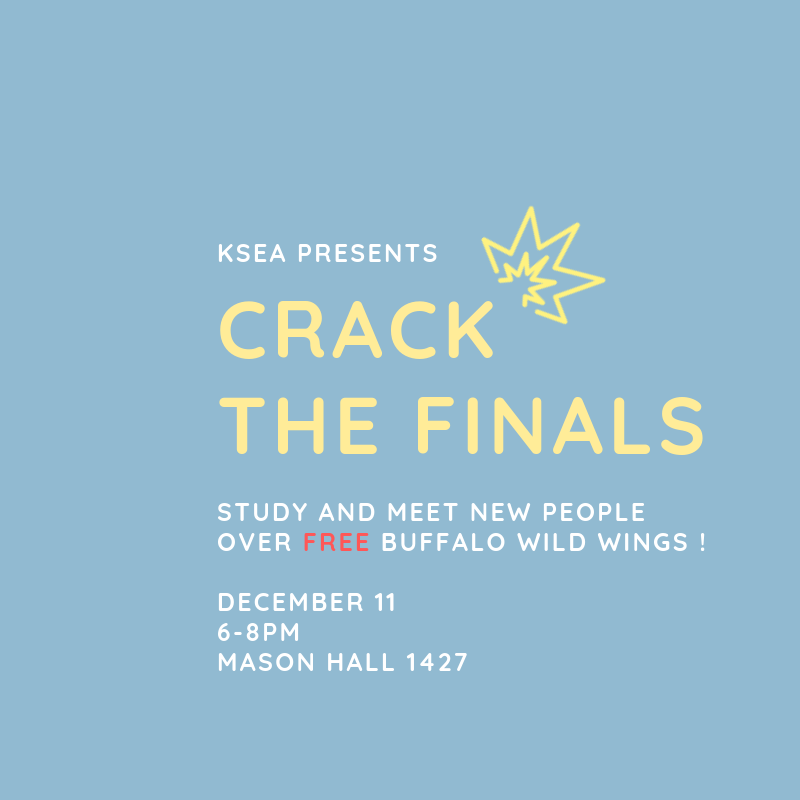 KSEA PRESENTS
CRACK
THE FINALS
STUDY AND MEET NEW PEOPLE
OVER FREE BUFFALO WILD WINGS !
DECEMBER 11
6-8PM
MASON HALL 1427